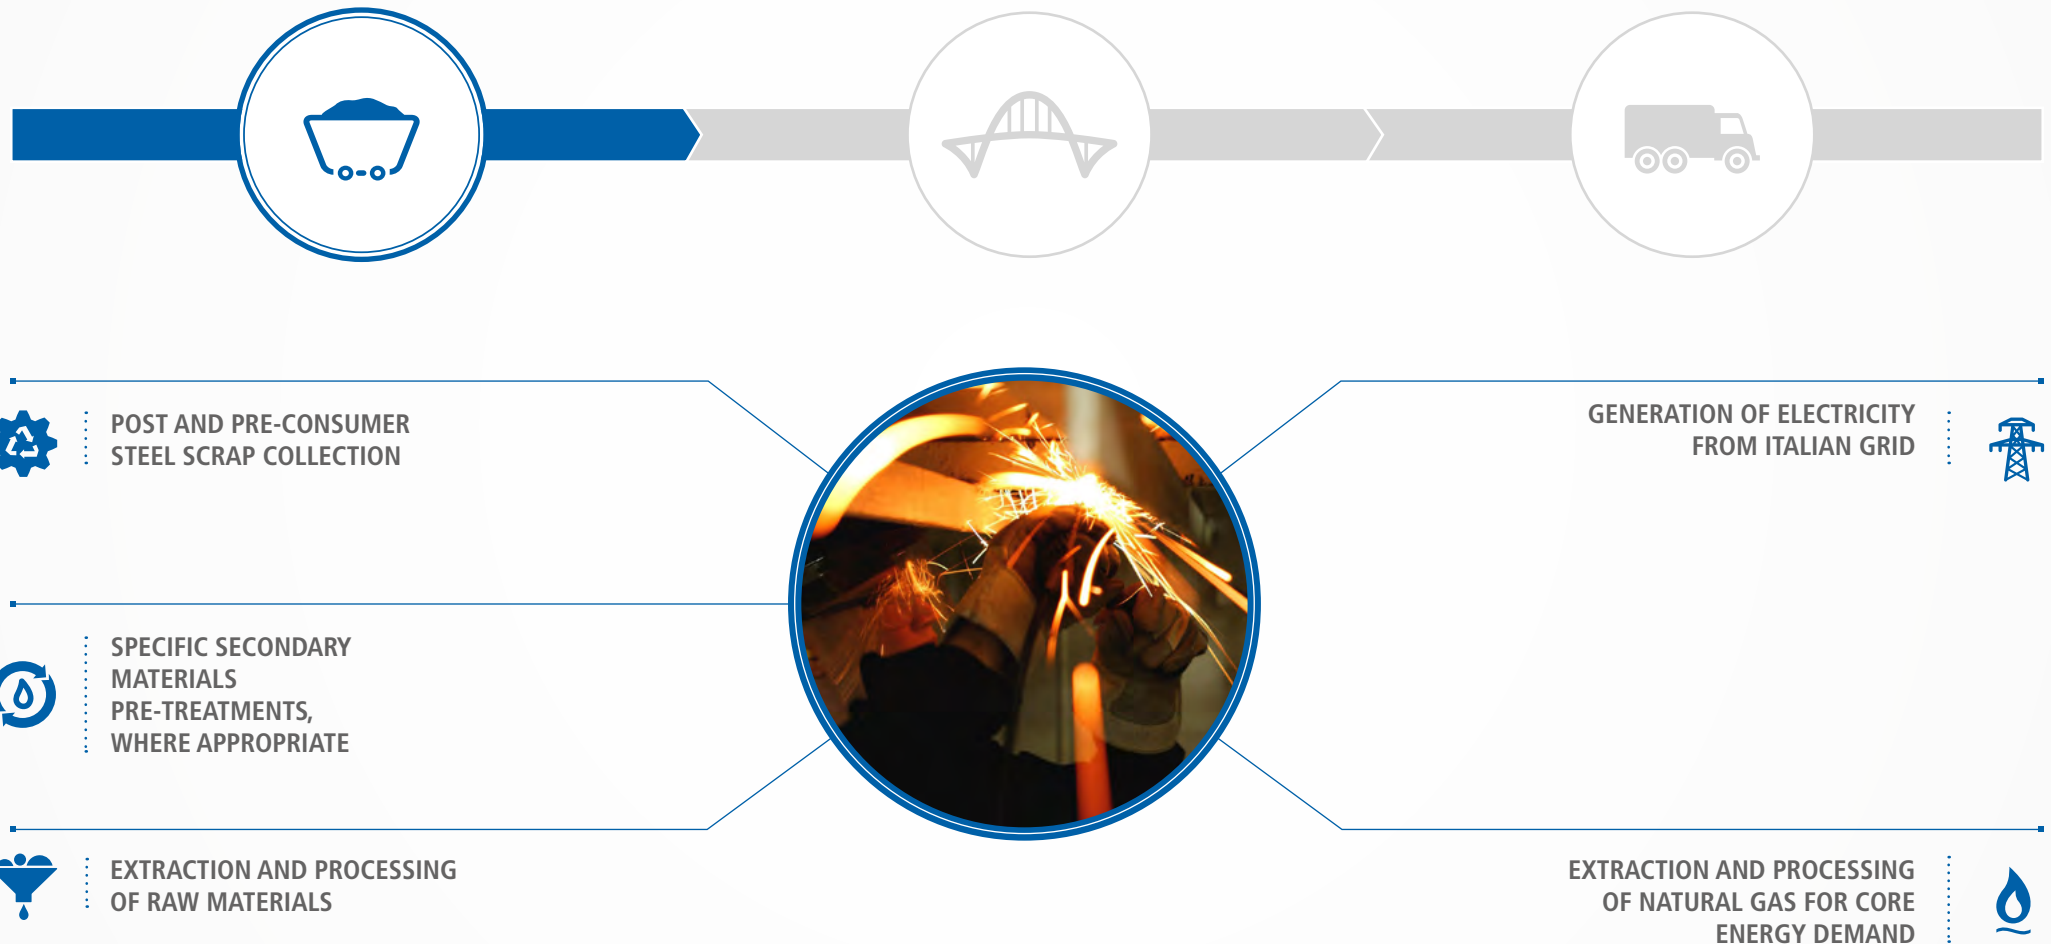 POST AND PRE-CONSUMER
STEEL SCRAP COLLECTION
SPECIFIC SECONDARY
MATERIALS
PRE-TREATMENTS,
WHERE APPROPRIATE
EXTRACTION AND PROCESSING
OF RAW MATERIALS
GENERATION OF ELECTRICITY
FROM ITALIAN GRID
EXTRACTION AND PROCESSING
OF NATURAL GAS FOR CORE
ENERGY DEMAND